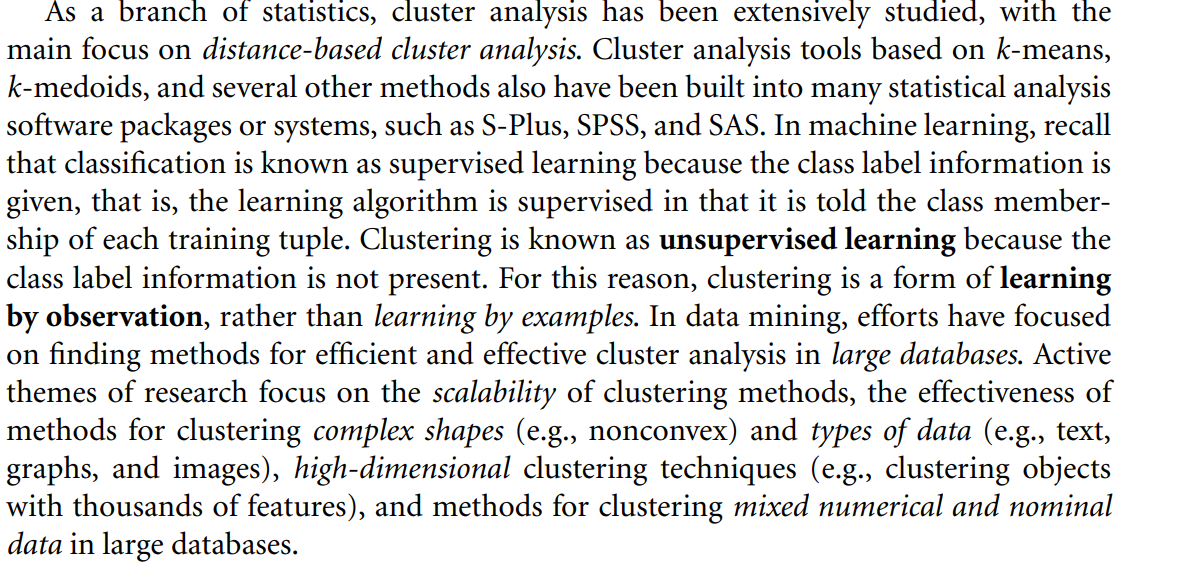 As a branch of statistics, cluster analysis has been extensively studied, with the
main focus on distance-based cluster analysis. Cluster analysis tools based on k-means,
k-medoids, and several other methods also have been built into many statistical analysis
software packages or systems, such as S-Plus, SPSS, and SAS. In machine learning, recall
that classification is known as supervised learning because the class label information is
given, that is, the learning algorithm is supervised in that it is told the class member-
ship of each training tuple. Clustering is known as unsupervised learning because the
class label information is not present. For this reason, clustering is a form of learning
by observation, rather than learning by examples. In data mining, efforts have focused
on finding methods for efficient and effective cluster analysis in large databases. Active
themes of research focus on the scalability of clustering methods, the effectiveness of
methods for clustering complex shapes (e.g., nonconvex) and types of data (e.g., text,
graphs, and images), high-dimensional clustering techniques (e.g., clustering objects
with thousands of features), and methods for clustering mixed numerical and nominal
data in large databases.